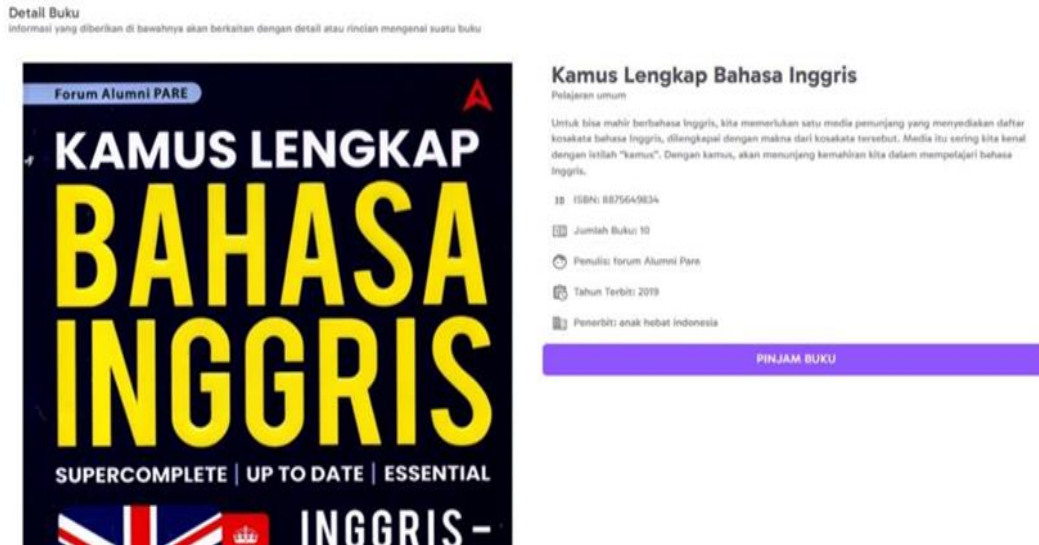 Detail Buku
informasi yang diberikan di bawahnya akan berkaitan dengan detail atau rincian mengenai suatu buku
Forum Alumni PARE
KAMUS LENGKAP
BAHASA
INGGRIS
SUPERCOMPLETE | UP TO DATE | ESSENTIAL
INGGRIS –
Kamus Lengkap Bahasa Inggris
Pelajaran umum
Untuk bisa mahir berbahasa Inggris, kita memerlukan satu media penunjang yang menyediakan daftar
kosakata bahasa Inggris, dilengkapai dengan makna dari kosakata tersebut. Media itu sering kita kenal
dengan istilah "kamus". Dengan kamus, akan menunjang kemahiran kita dalam mempelajari bahasa
Inggris.
ISBN: 8875649834
Jumlah Buku: 10
Penulis: forum Alumni Pare
Tahun Terbit: 2019
Penerbit: anak hebat indonesia
PINJAM BUKU